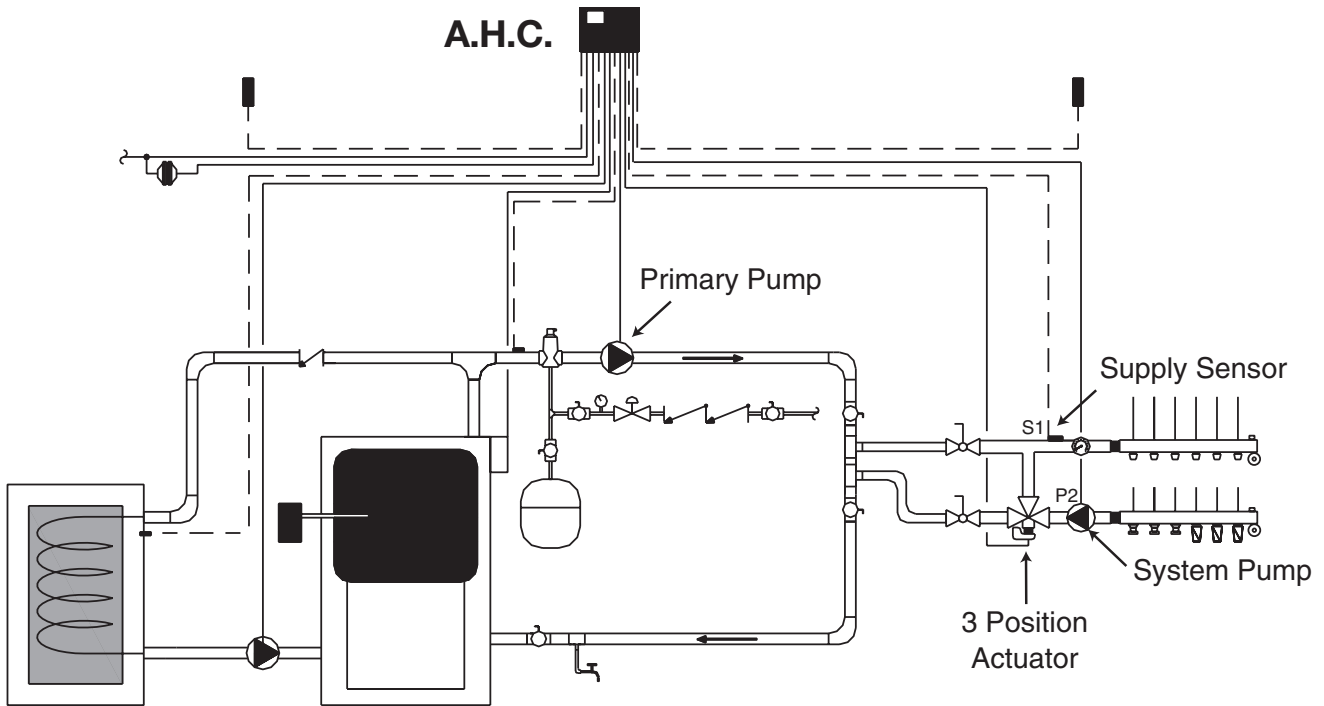 A.H.C.
Primary Pump
Supply Sensor
S1
P2
System Pump
3 Position
Actuator